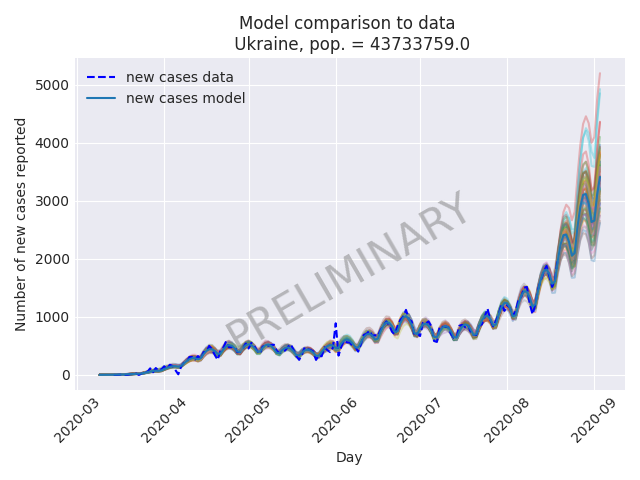 Model comparison to data
Ukraine, pop. = 43733759.0
new cases data
new cases model
PRELIMINARY
Number of new cases reported
5000
4000
3000
2000
1000
0
2020-03
2020-04
2020-05
2020-06
2020-07
2020-08
2020-09
Day